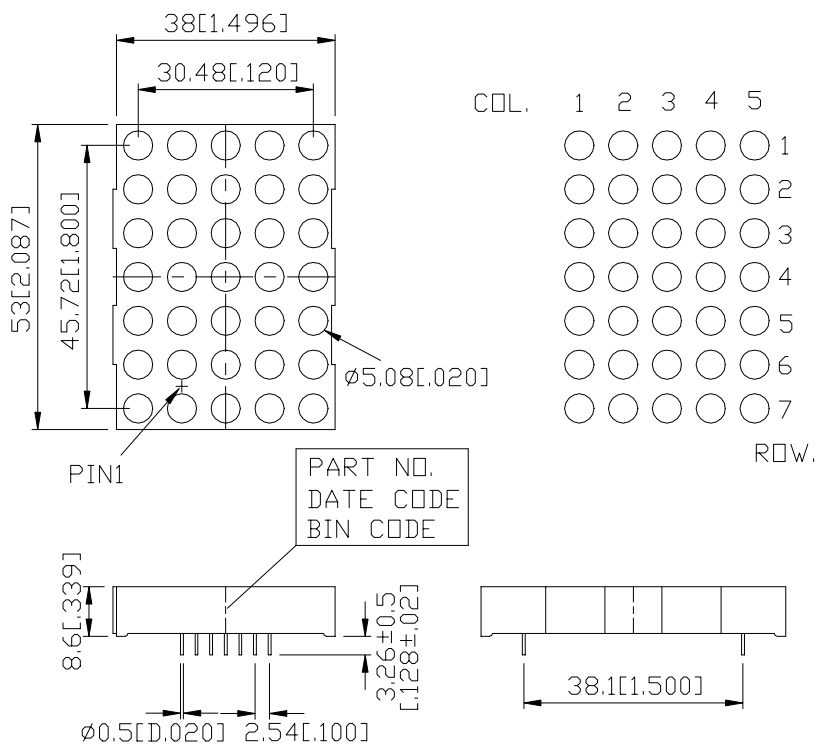 38[1.496]
30.48[.120]
COL. 1 2 3 4 5
1
2
3
4
5
6
7
ROW.
53[2.087]
45.72[1.800]
Ø5.08[.020]
PIN1
PART NO.
DATE CODE
BIN CODE
8.6[.339]
3.26±0.5
[.128±.02]
Ø0.5[D.020]
2.54[.100]
38.1[1.500]